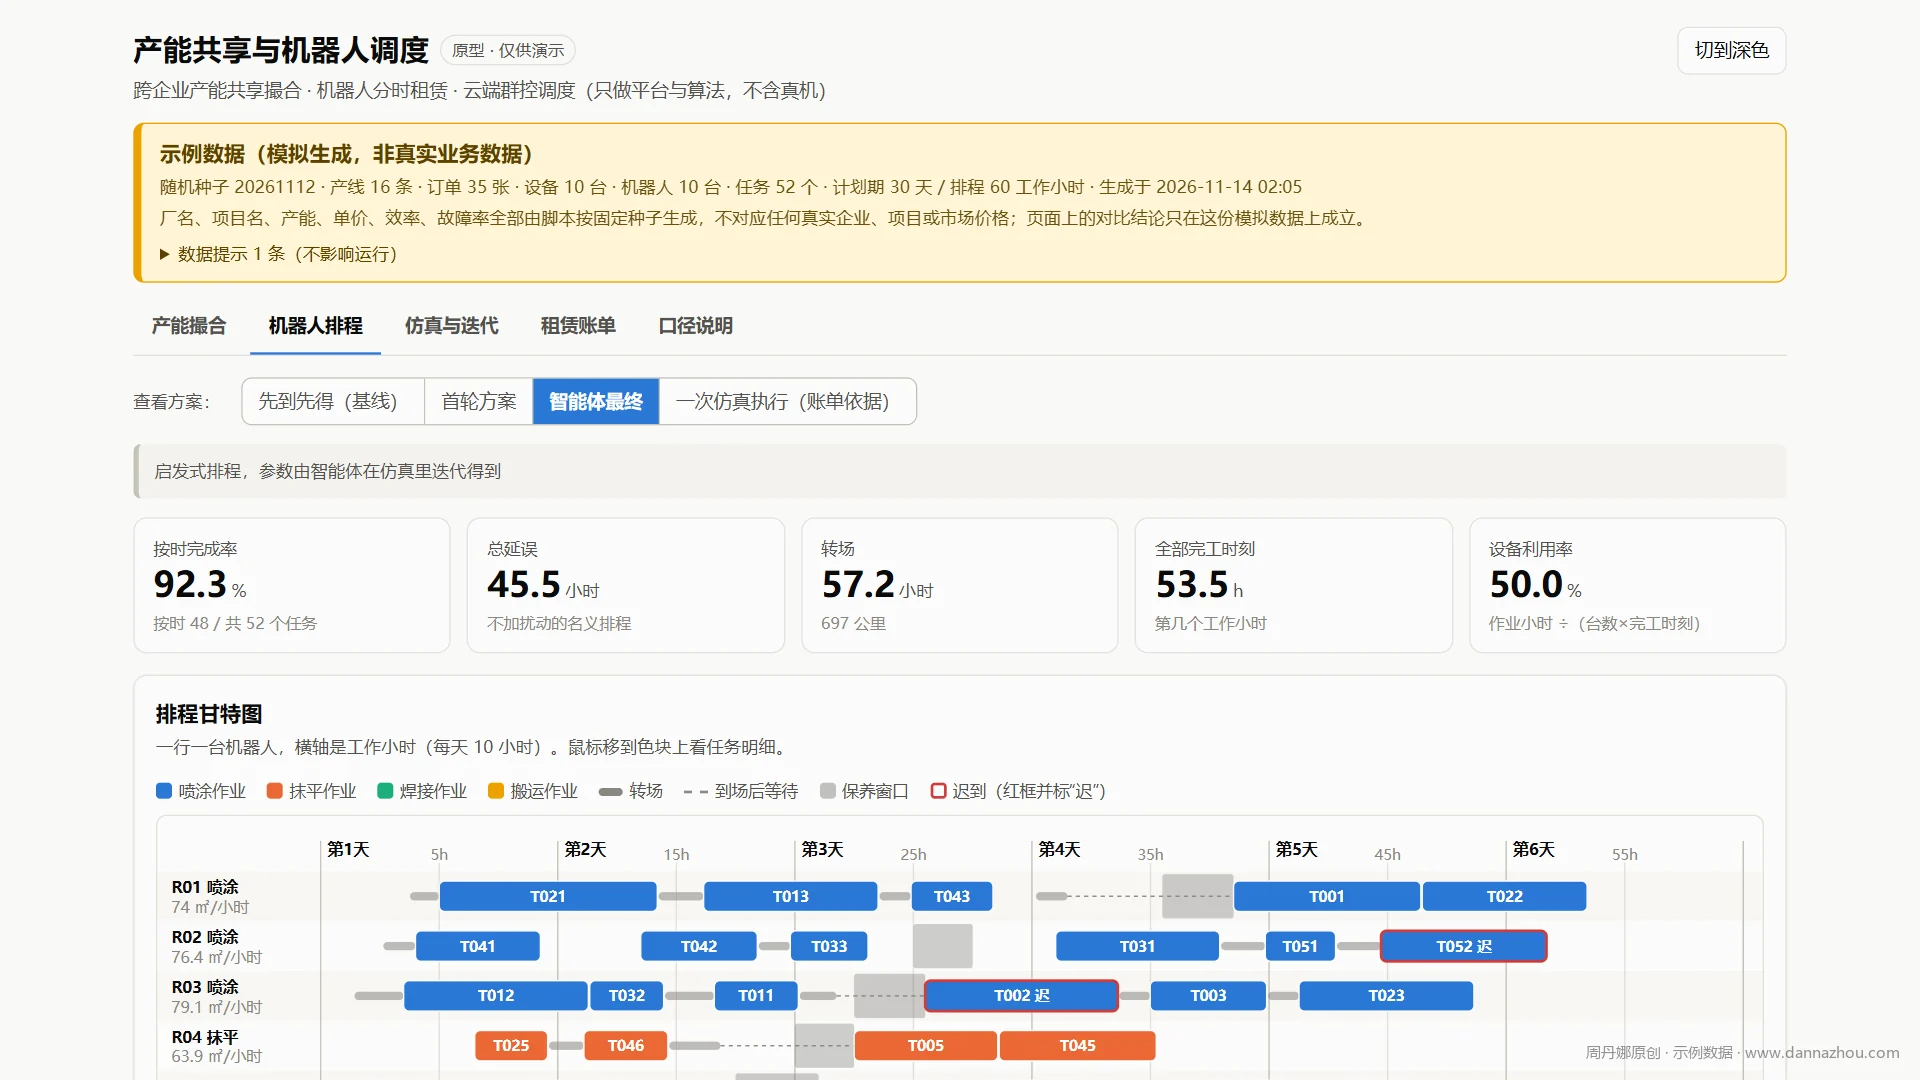 产能共享与机器人调度
原型 · 仅供演示
切到深色
跨企业产能共享撮合 · 机器人分时租赁 · 云端群控调度（只做平台与算法，不含真机）
示例数据（模拟生成，非真实业务数据）
随机种子 20261112 · 产线 16 条 · 订单 35 张 · 设备 10 台 · 机器人 10 台 · 任务 52 个 · 计划期 30 天 / 排程 60 工作小时 · 生成于 2026-11-14 02:05
厂名、项目名、产能、单价、效率、故障率全部由脚本按固定种子生成，不对应任何真实企业、项目或市场价格；页面上的对比结论只在这份模拟数据上成立。
▶ 数据提示 1 条（不影响运行）
产能撮合 机器人排程 仿真与迭代 租赁账单 口径说明
查看方案： 先到先得（基线） 首轮方案 智能体最终 一次仿真执行（账单依据）
启发式排程，参数由智能体在仿真里迭代得到
按时完成率 总延误 转场 全部完工时刻 设备利用率
92.3 % 45.5 小时 57.2 小时 53.5 h 50.0 %
按时 48 / 共 52 个任务 不加扰动的名义排程 697 公里 第几个工作小时 作业小时 ÷（台数×完工时刻）
排程甘特图
一行一台机器人，横轴是工作小时（每天 10 小时）。鼠标移到色块上看任务明细。
喷涂作业 抹平作业 焊接作业 搬运作业 转场 到场后等待 保养窗口 迟到（红框并标“迟”）
第1天 5h 第2天 15h 第3天 25h 第4天 35h 第5天 45h 第6天 55h
R01 喷涂 T021 T013 T043 T001 T022
74 ㎡/小时
R02 喷涂 T041 T042 T033 T031 T051 T052 迟
76.4 ㎡/小时
R03 喷涂 T012 T032 T011 T002 迟 T003 T023
79.1 ㎡/小时
R04 抹平 T025 T046 T005 T045
63.9 ㎡/小时
周丹娜原创 · 示例数据 · www.dannazhou.com